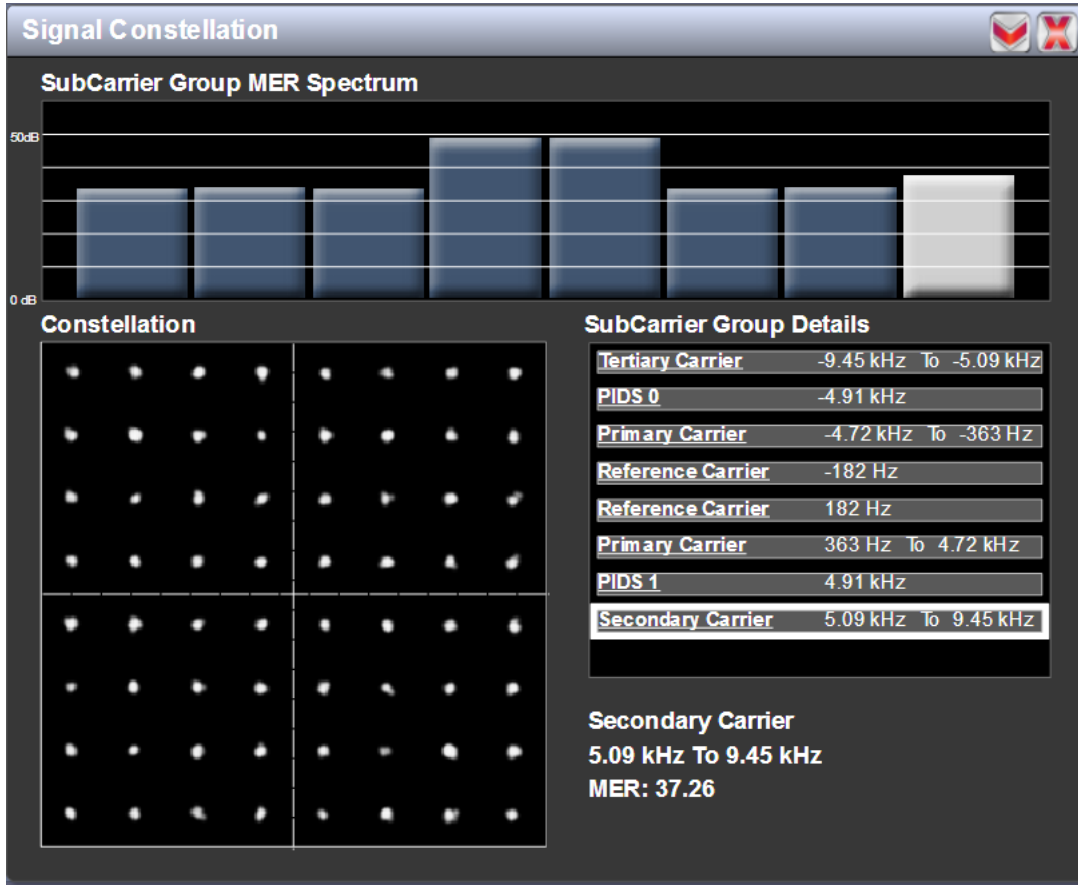 Signal Constellation
SubCarrier Group MER Spectrum
50dB
0 dB
Constellation
SubCarrier Group Details
Tertiary Carrier -9.45 kHz To -5.09 kHz
PIDS 0 -4.91 kHz
Primary Carrier -4.72 kHz To -363 Hz
Reference Carrier -182 Hz
Reference Carrier 182 Hz
Primary Carrier 363 Hz To 4.72 kHz
PIDS 1 4.91 kHz
Secondary Carrier 5.09 kHz To 9.45 kHz
Secondary Carrier
5.09 kHz To 9.45 kHz
MER: 37.26